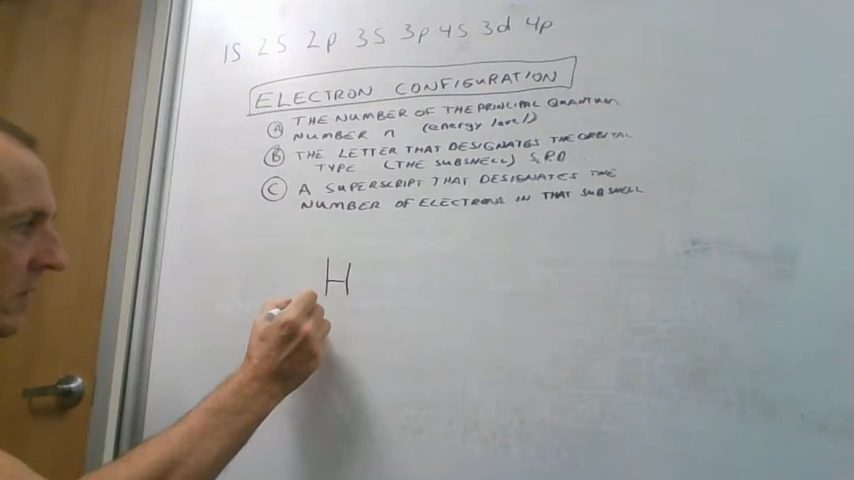 1S 2S 2p 3S 3p 4S 3d 4p
ELECTRON CONFIGURATION
A THE NUMBER OF THE PRINCIPAL QUANTUM
NUMBER n (energy level)
B THE LETTER THAT DESIGNATES THE ORBITAL
TYPE (THE SUBSHELL) S, P, D
C A SUPERSCRIPT THAT DESIGNATES THE
NUMBER OF ELECTRONS IN THAT SUBSHELL
H